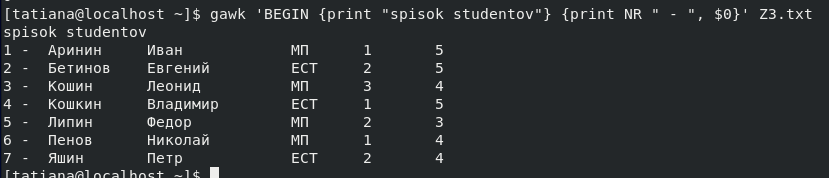 [tatiana@localhost ~]$ gawk 'BEGIN {print "spisok studentov"} {print NR " - ", $0}' Z3.txt
spisok studentov
1 -  Аринин     Иван            МП      1       5
2 -  Бетинов    Евгений         ЕСТ     2       5
3 -  Кошин      Леонид          МП      3       4
4 -  Кошкин     Владимир        ЕСТ     1       5
5 -  Липин      Федор           МП      2       3
6 -  Пенов      Николай         МП      1       4
7 -  Яшин       Петр            ЕСТ     2       4
[tatiana@localhost ~]$